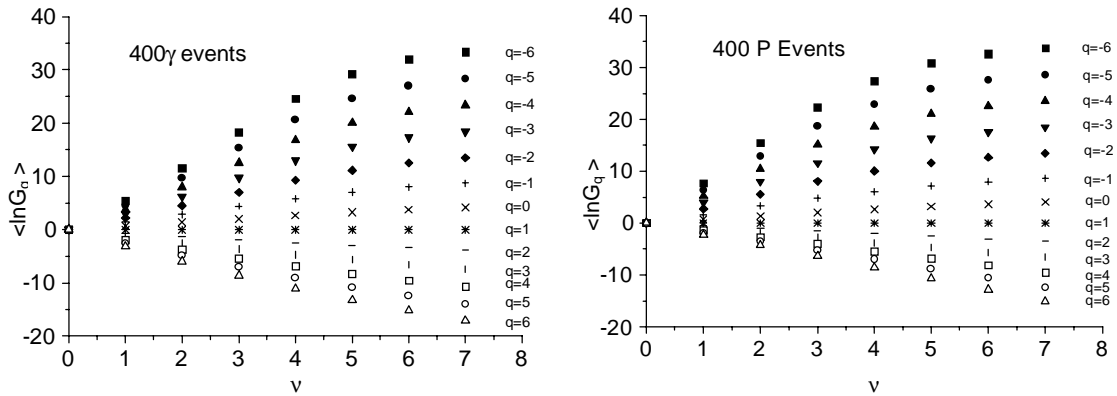 400γ events
<lnG_q >
40
30
20
10
0
-10
-20
0 1 2 3 4 5 6 7 8
ν
q=-6
q=-5
q=-4
q=-3
q=-2
q=-1
q=0
q=1
q=2
q=3
q=4
q=5
q=6
400 P Events
<lnG_q >
40
30
20
10
0
-10
-20
0 1 2 3 4 5 6 7 8
ν
q=-6
q=-5
q=-4
q=-3
q=-2
q=-1
q=0
q=1
q=2
q=3
q=4
q=5
q=6